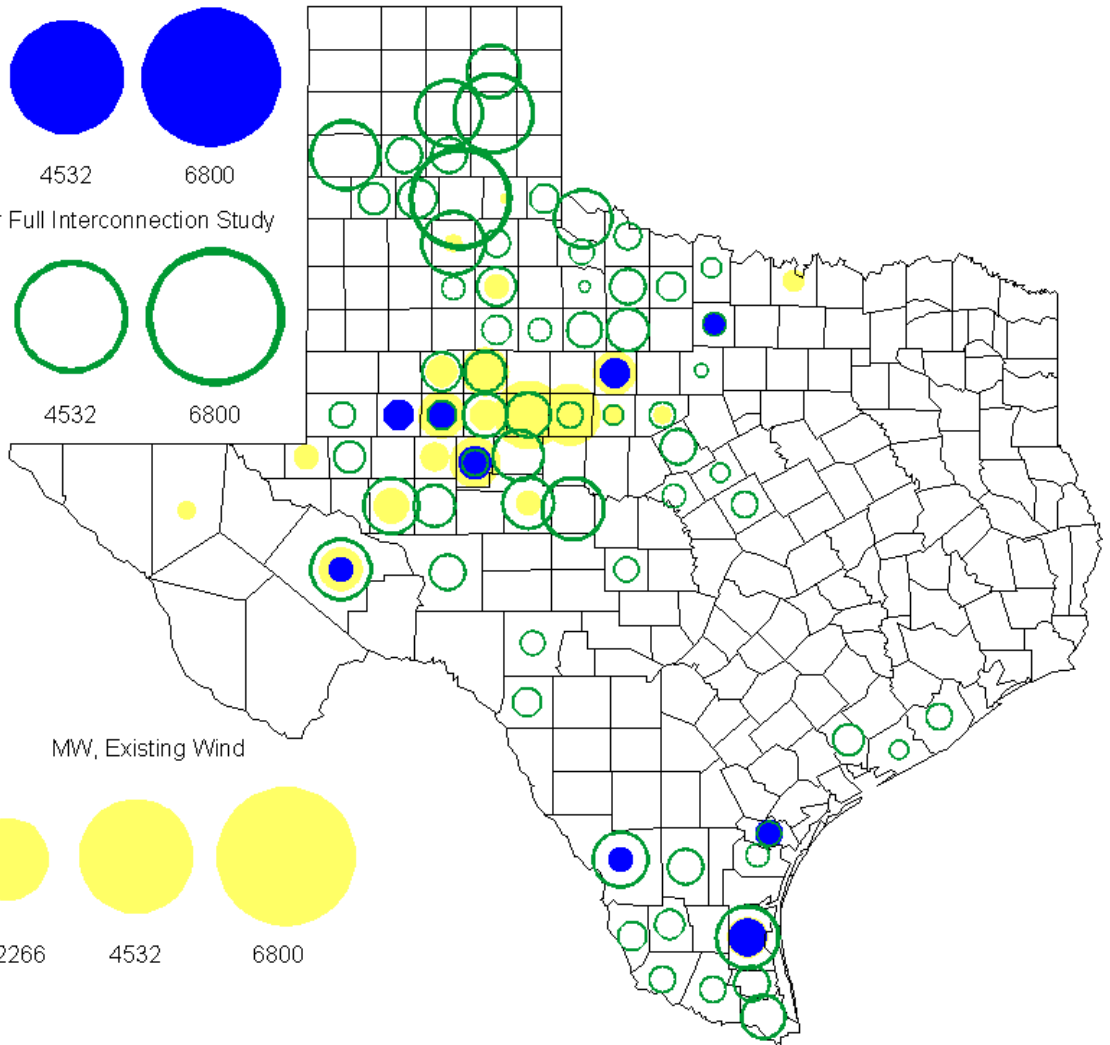 4532 6800
r Full Interconnection Study
4532 6800
MW, Existing Wind
2266 4532 6800